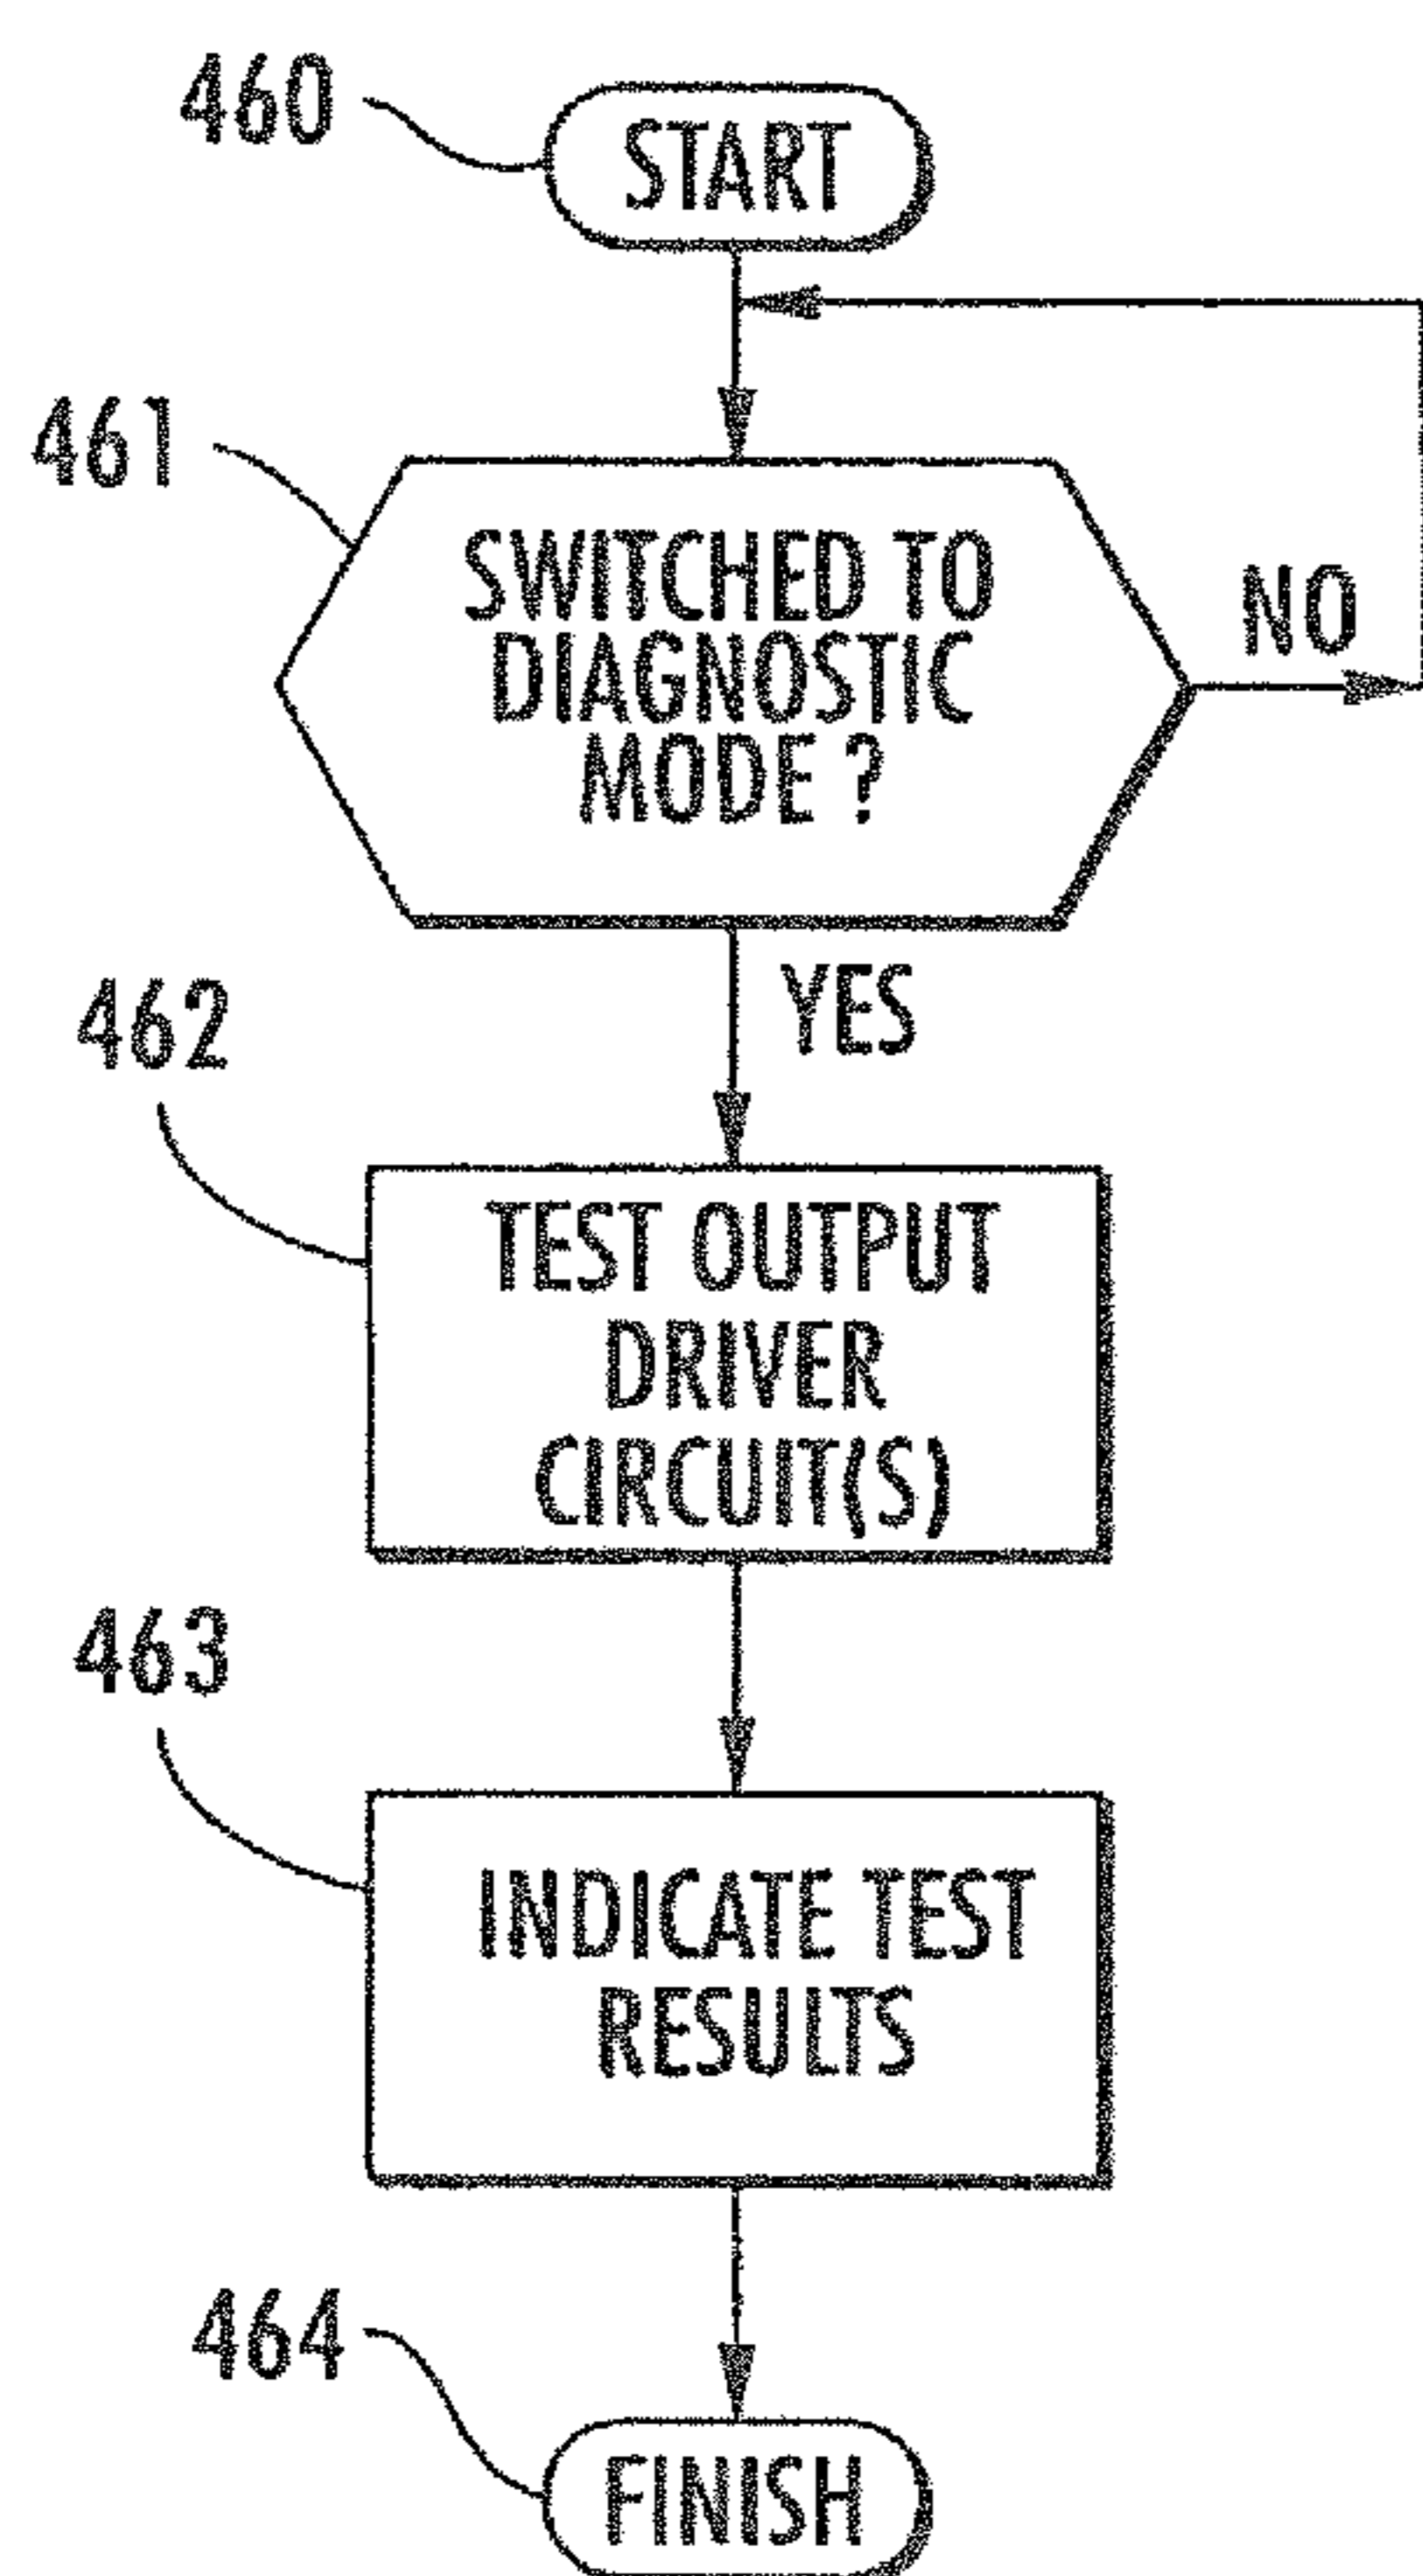 460
START
461
SWITCHED TO
DIAGNOSTIC
MODE ?
NO
YES
462
TEST OUTPUT
DRIVER
CIRCUIT(S)
463
INDICATE TEST
RESULTS
464
FINISH